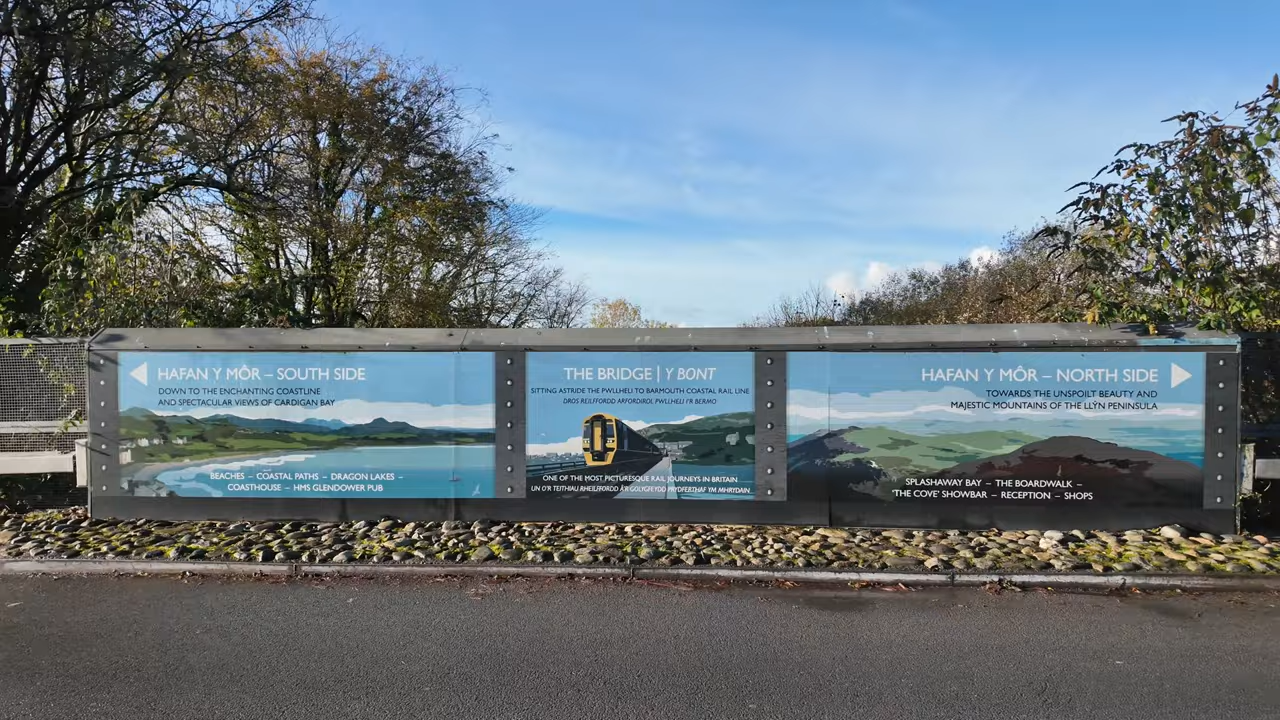 HAFAN Y MÔR – SOUTH SIDE
DOWN TO THE ENCHANTING COASTLINE
AND SPECTACULAR VIEWS OF CARDIGAN BAY
BEACHES – COASTAL PATHS – DRAGON LAKES –
COASTHOUSE – HMS GLENDOWER PUB
THE BRIDGE | Y BONT
SITTING ASTRIDE THE PWLLHELI TO BARMOUTH COASTAL RAIL LINE
DROS REILFFORDD ARFORDIROL PWLLHELI I'R BERMO
ONE OF THE MOST PICTURESQUE RAIL JOURNEYS IN BRITAIN
UN O'R TEITHIAU RHEILFFORDD Â'R GOLYGFEYDD PRYDFERTHAF YM MHRYDAIN
HAFAN Y MÔR – NORTH SIDE
TOWARDS THE UNSPOILT BEAUTY AND
MAJESTIC MOUNTAINS OF THE LLŶN PENINSULA
SPLASHAWAY BAY – THE BOARDWALK –
'THE COVE' SHOWBAR – RECEPTION – SHOPS